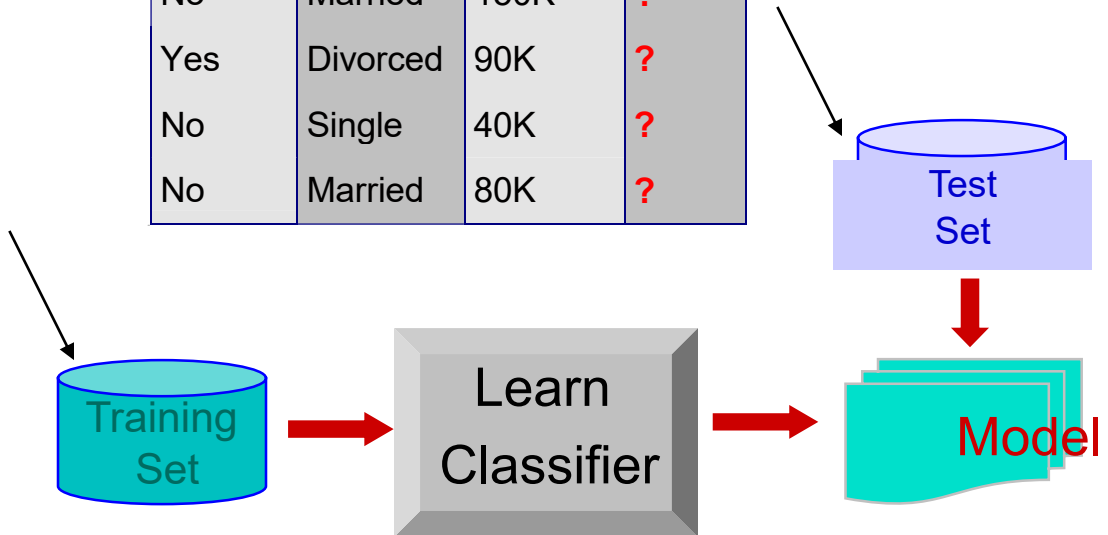 Yes Divorced 90K ?
No Single 40K ?
No Married 80K ?
Test
Set
Training
Set
Learn
Classifier
Model